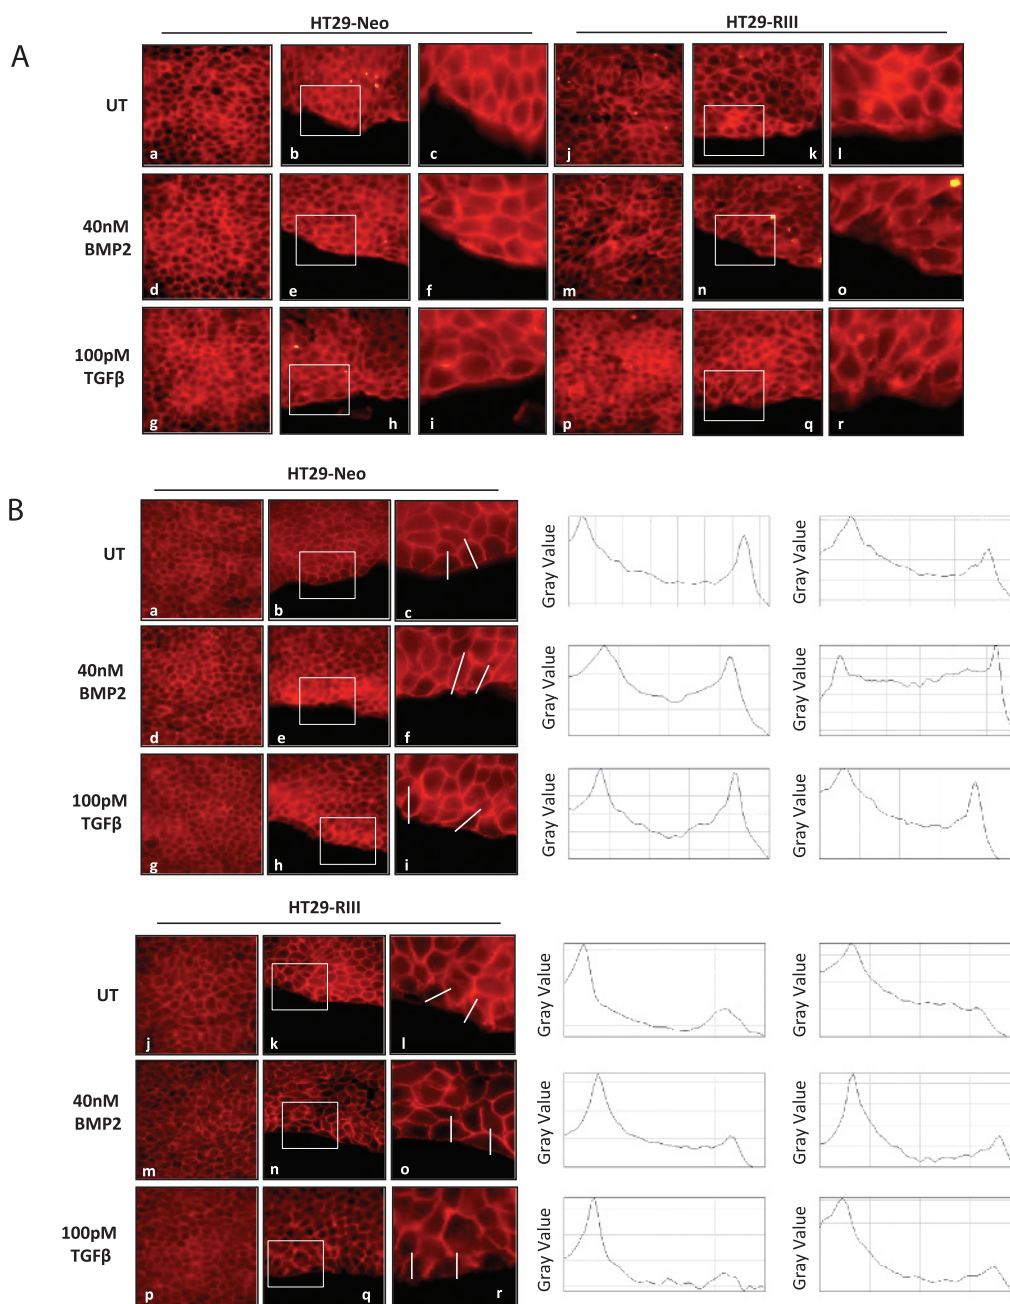 HT29-Neo HT29-RIII
A
UT
a b c j k l
40nM
BMP2
d e f m n o
100pM
TGFβ
g h i p q r
HT29-Neo
B
UT
a b c
Gray Value Gray Value
40nM
BMP2
d e f
Gray Value Gray Value
100pM
TGFβ
g h i
Gray Value Gray Value
HT29-RIII
UT
j k l
Gray Value Gray Value
40nM
BMP2
m n o
Gray Value Gray Value
100pM
TGFβ
p q r
Gray Value Gray Value